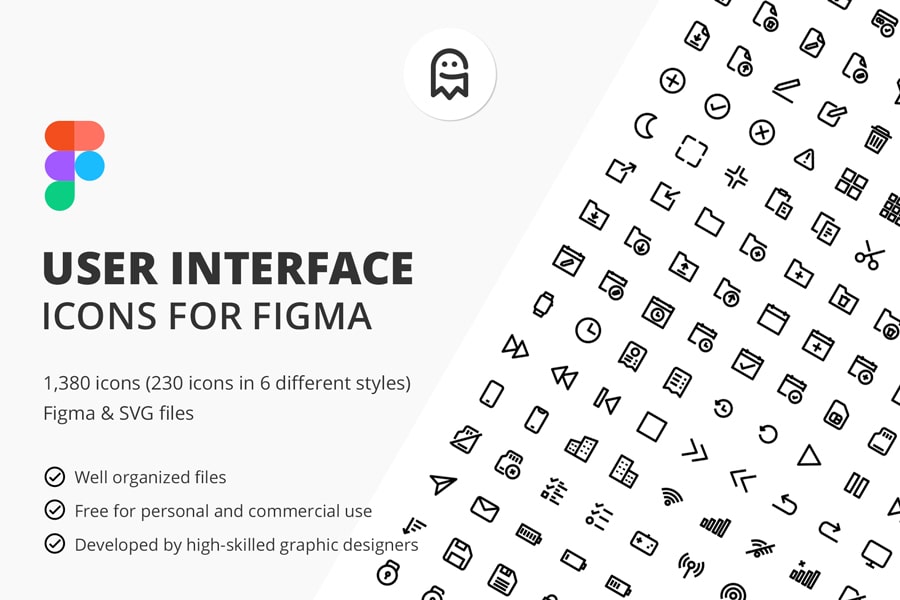 USER INTERFACE
ICONS FOR FIGMA
1,380 icons (230 icons in 6 different styles)
Figma & SVG files
Well organized files
Free for personal and commercial use
Developed by high-skilled graphic designers